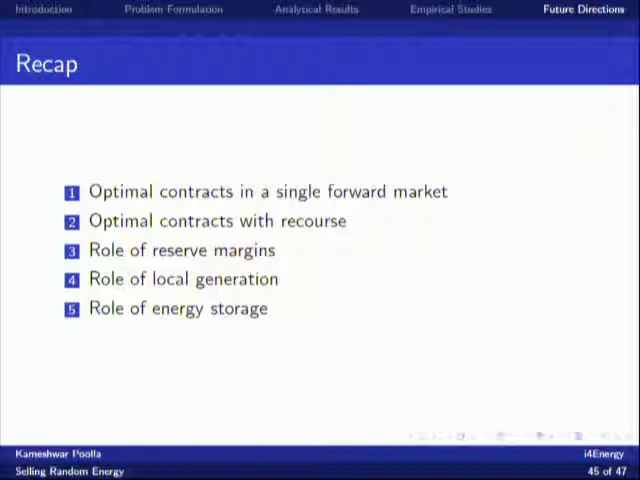 Introduction Problem Formulation Analytical Results Empirical Studies Future Directions
Recap
1 Optimal contracts in a single forward market
2 Optimal contracts with recourse
3 Role of reserve margins
4 Role of local generation
5 Role of energy storage
Kameshwar Poolla i4Energy
Selling Random Energy 45 of 47